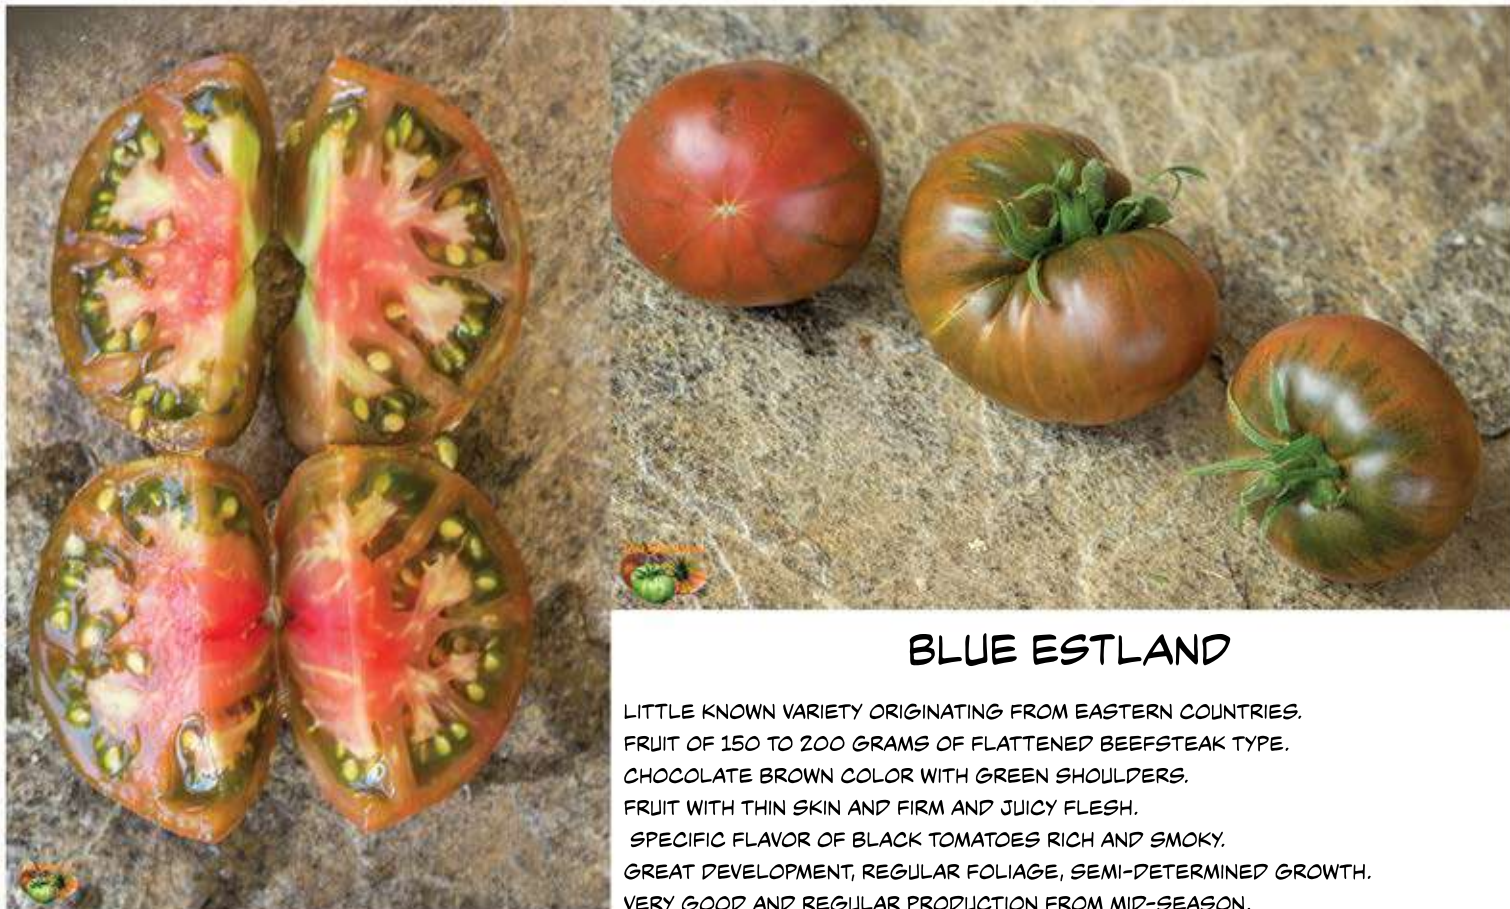 BLUE ESTLAND
LITTLE KNOWN VARIETY ORIGINATING FROM EASTERN COUNTRIES.
FRUIT OF 150 TO 200 GRAMS OF FLATTENED BEEFSTEAK TYPE.
CHOCOLATE BROWN COLOR WITH GREEN SHOULDERS.
FRUIT WITH THIN SKIN AND FIRM AND JUICY FLESH.
SPECIFIC FLAVOR OF BLACK TOMATOES RICH AND SMOKY.
GREAT DEVELOPMENT, REGULAR FOLIAGE, SEMI-DETERMINED GROWTH.
VERY GOOD AND REGULAR PRODUCTION FROM MID-SEASON.